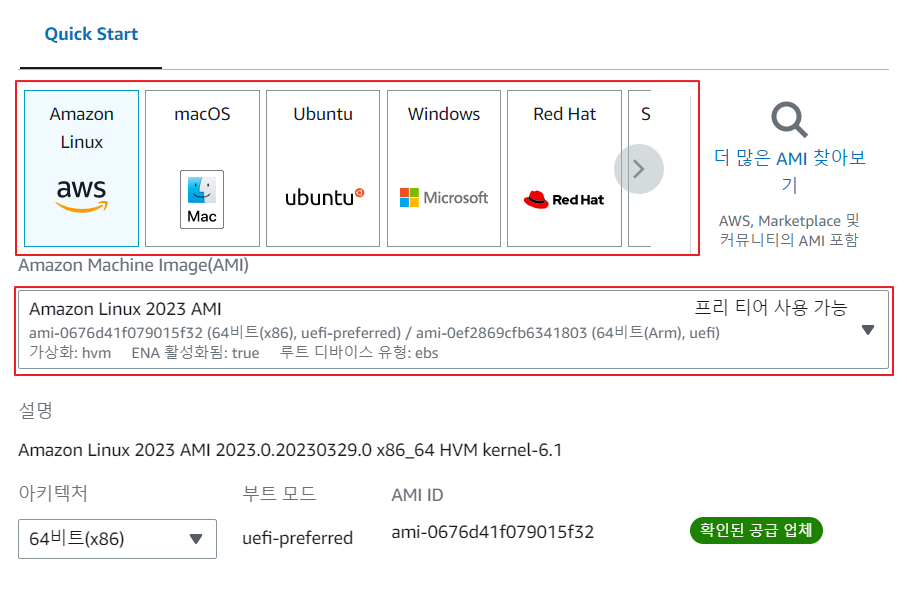 Quick Start
Amazon Linux
aws
macOS
Mac
Ubuntu
ubuntu
Windows
Microsoft
Red Hat
Red Hat
S
더 많은 AMI 찾아보
기
AWS, Marketplace 및
커뮤니티의 AMI 포함
Amazon Machine Image(AMI)
Amazon Linux 2023 AMI
프리 티어 사용 가능
ami-0676d41f079015f32 (64비트(x86), uefi-preferred) / ami-0ef2869cfb6341803 (64비트(Arm), uefi)
가상화: hvm ENA 활성화됨: true 루트 디바이스 유형: ebs
설명
Amazon Linux 2023 AMI 2023.0.20230329.0 x86_64 HVM kernel-6.1
아키텍처
부트 모드
AMI ID
64비트(x86)
uefi-preferred
ami-0676d41f079015f32
확인된 공급 업체